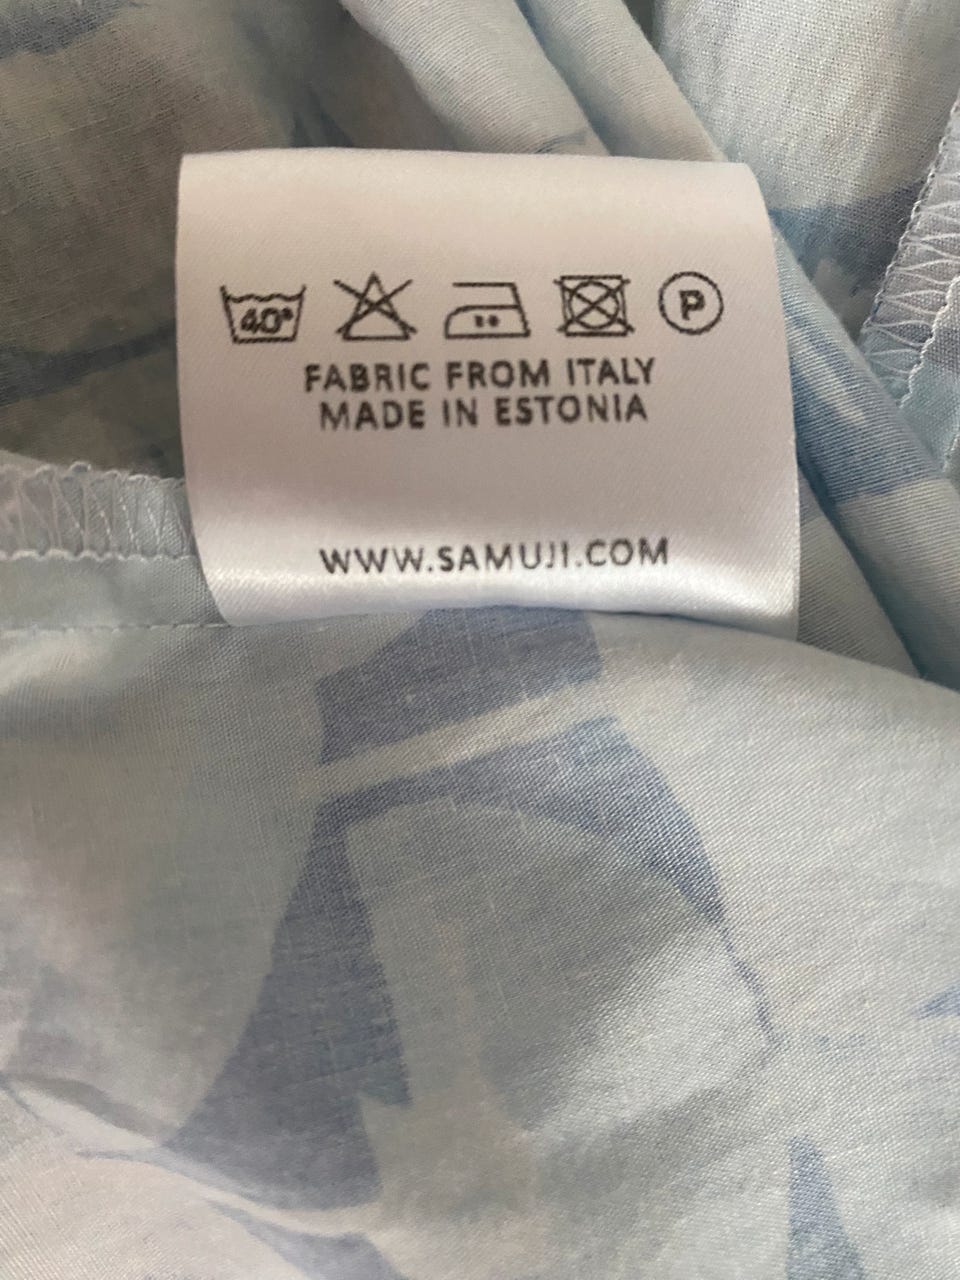 40°
P
FABRIC FROM ITALY
MADE IN ESTONIA
WWW.SAMUJI.COM